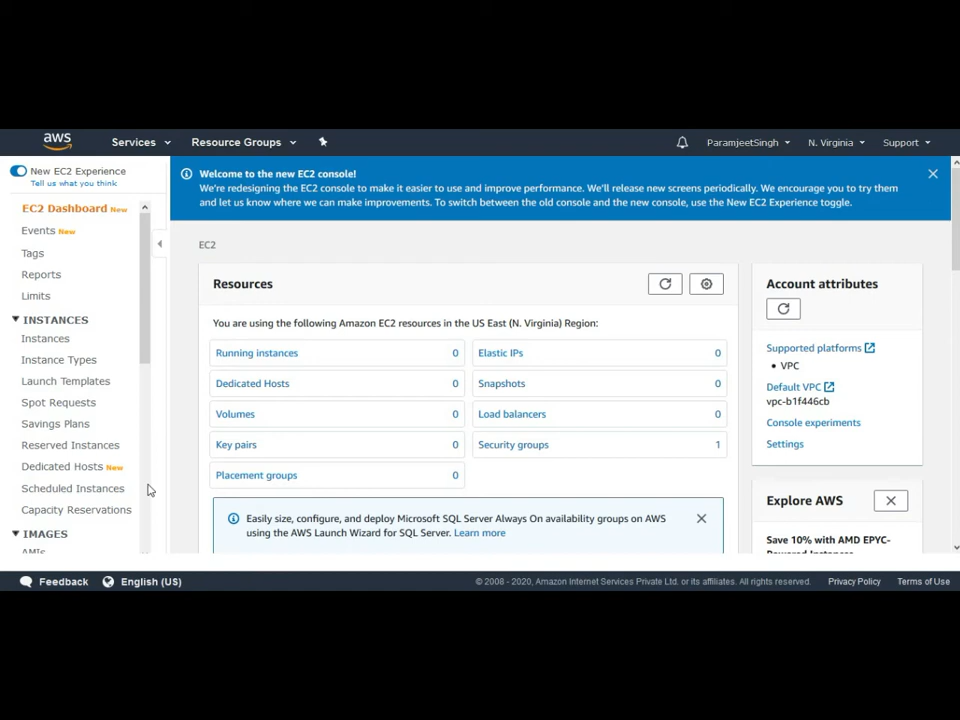 aws
Services
Resource Groups
ParamjeetSingh
N. Virginia
Support
New EC2 Experience
Tell us what you think
EC2 Dashboard New
Events New
Tags
Reports
Limits
INSTANCES
Instances
Instance Types
Launch Templates
Spot Requests
Savings Plans
Reserved Instances
Dedicated Hosts New
Scheduled Instances
Capacity Reservations
IMAGES
AMIs
Welcome to the new EC2 console!
We're redesigning the EC2 console to make it easier to use and improve performance. We'll release new screens periodically. We encourage you to try them
and let us know where we can make improvements. To switch between the old console and the new console, use the New EC2 Experience toggle.
EC2
Resources
You are using the following Amazon EC2 resources in the US East (N. Virginia) Region:
Running instances 0
Elastic IPs 0
Dedicated Hosts 0
Snapshots 0
Volumes 0
Load balancers 0
Key pairs 0
Security groups 1
Placement groups 0
Easily size, configure, and deploy Microsoft SQL Server Always On availability groups on AWS
using the AWS Launch Wizard for SQL Server. Learn more
Account attributes
Supported platforms
• VPC
Default VPC
vpc-b1f446cb
Console experiments
Settings
Explore AWS
Save 10% with AMD EPYC-
Powered Instances
Feedback
English (US)
© 2008 - 2020, Amazon Internet Services Private Ltd. or its affiliates. All rights reserved.
Privacy Policy
Terms of Use